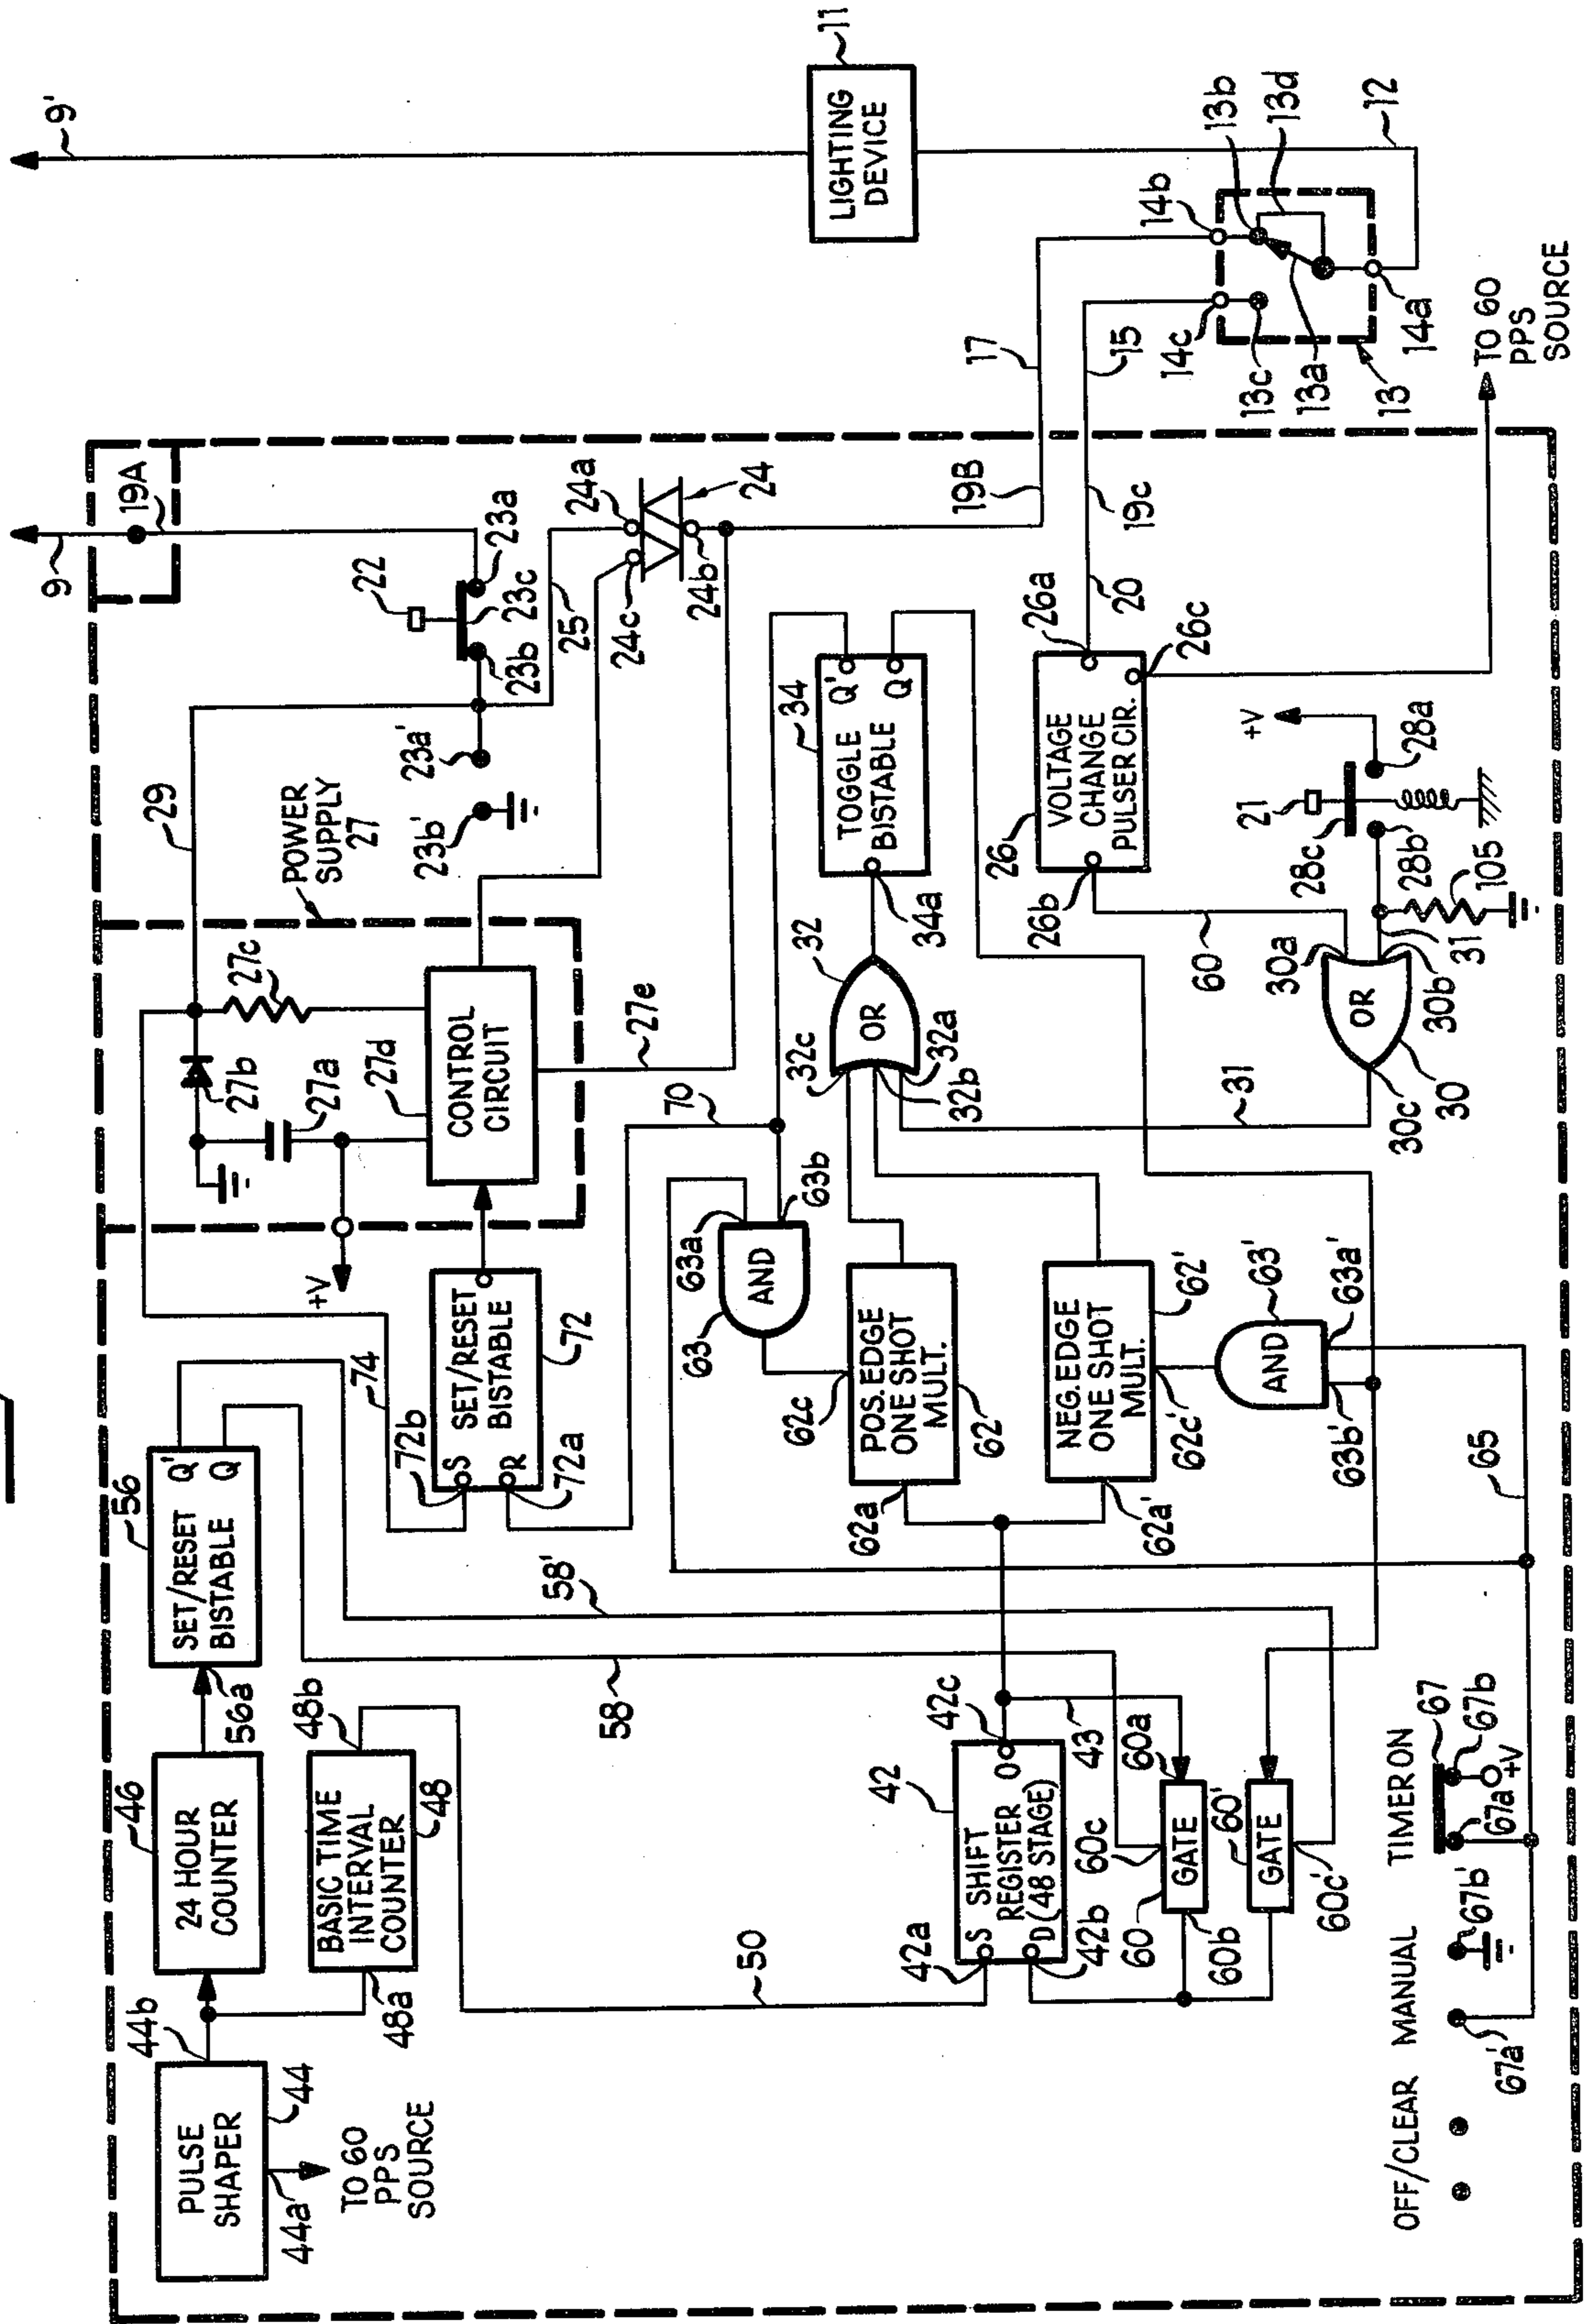 9'
9
19A
LIGHTING
DEVICE
11
12
13b
13d
14b
14c
13c
13a
13
14a
TO 60
PPS
SOURCE
17
15
19B
19c
20
22
23a
23c
23b
23a'
23b'
25
24a
24
24c
24b
29
POWER
SUPPLY
27
27c
27b
27a
27d
CONTROL
CIRCUIT
27e
+V
34
TOGGLE
BISTABLE
Q'
Q
34a
26
VOLTAGE
CHANGE
PULSER CIR.
26a
26b
26c
+V
21
28a
28c
28b
105
31
60
30a
OR
30b
30c
30
31
32
OR
32c
32a
32b
70
63a
63b
AND
63
74
72b
S
R
SET/RESET
BISTABLE
72
72a
62c
POS. EDGE
ONE SHOT
MULT.
62
62a
NEG. EDGE
ONE SHOT
MULT.
62'
62c'
62a'
AND
63'
63a'
63b'
65
56
SET/RESET
BISTABLE
Q'
Q
56a
58'
58
46
24 HOUR
COUNTER
48b
BASIC TIME
INTERVAL
COUNTER
48
48a
44b
PULSE
SHAPER
44
44a
TO 60
PPS
SOURCE
50
42
42a
S
SHIFT
REGISTER
D (48 STAGE)
O
42c
42b
43
60a
60c
GATE
60
60b
60'
GATE
60c'
OFF/CLEAR MANUAL TIMER ON
67
67b
67a
+V
67b'
67a'